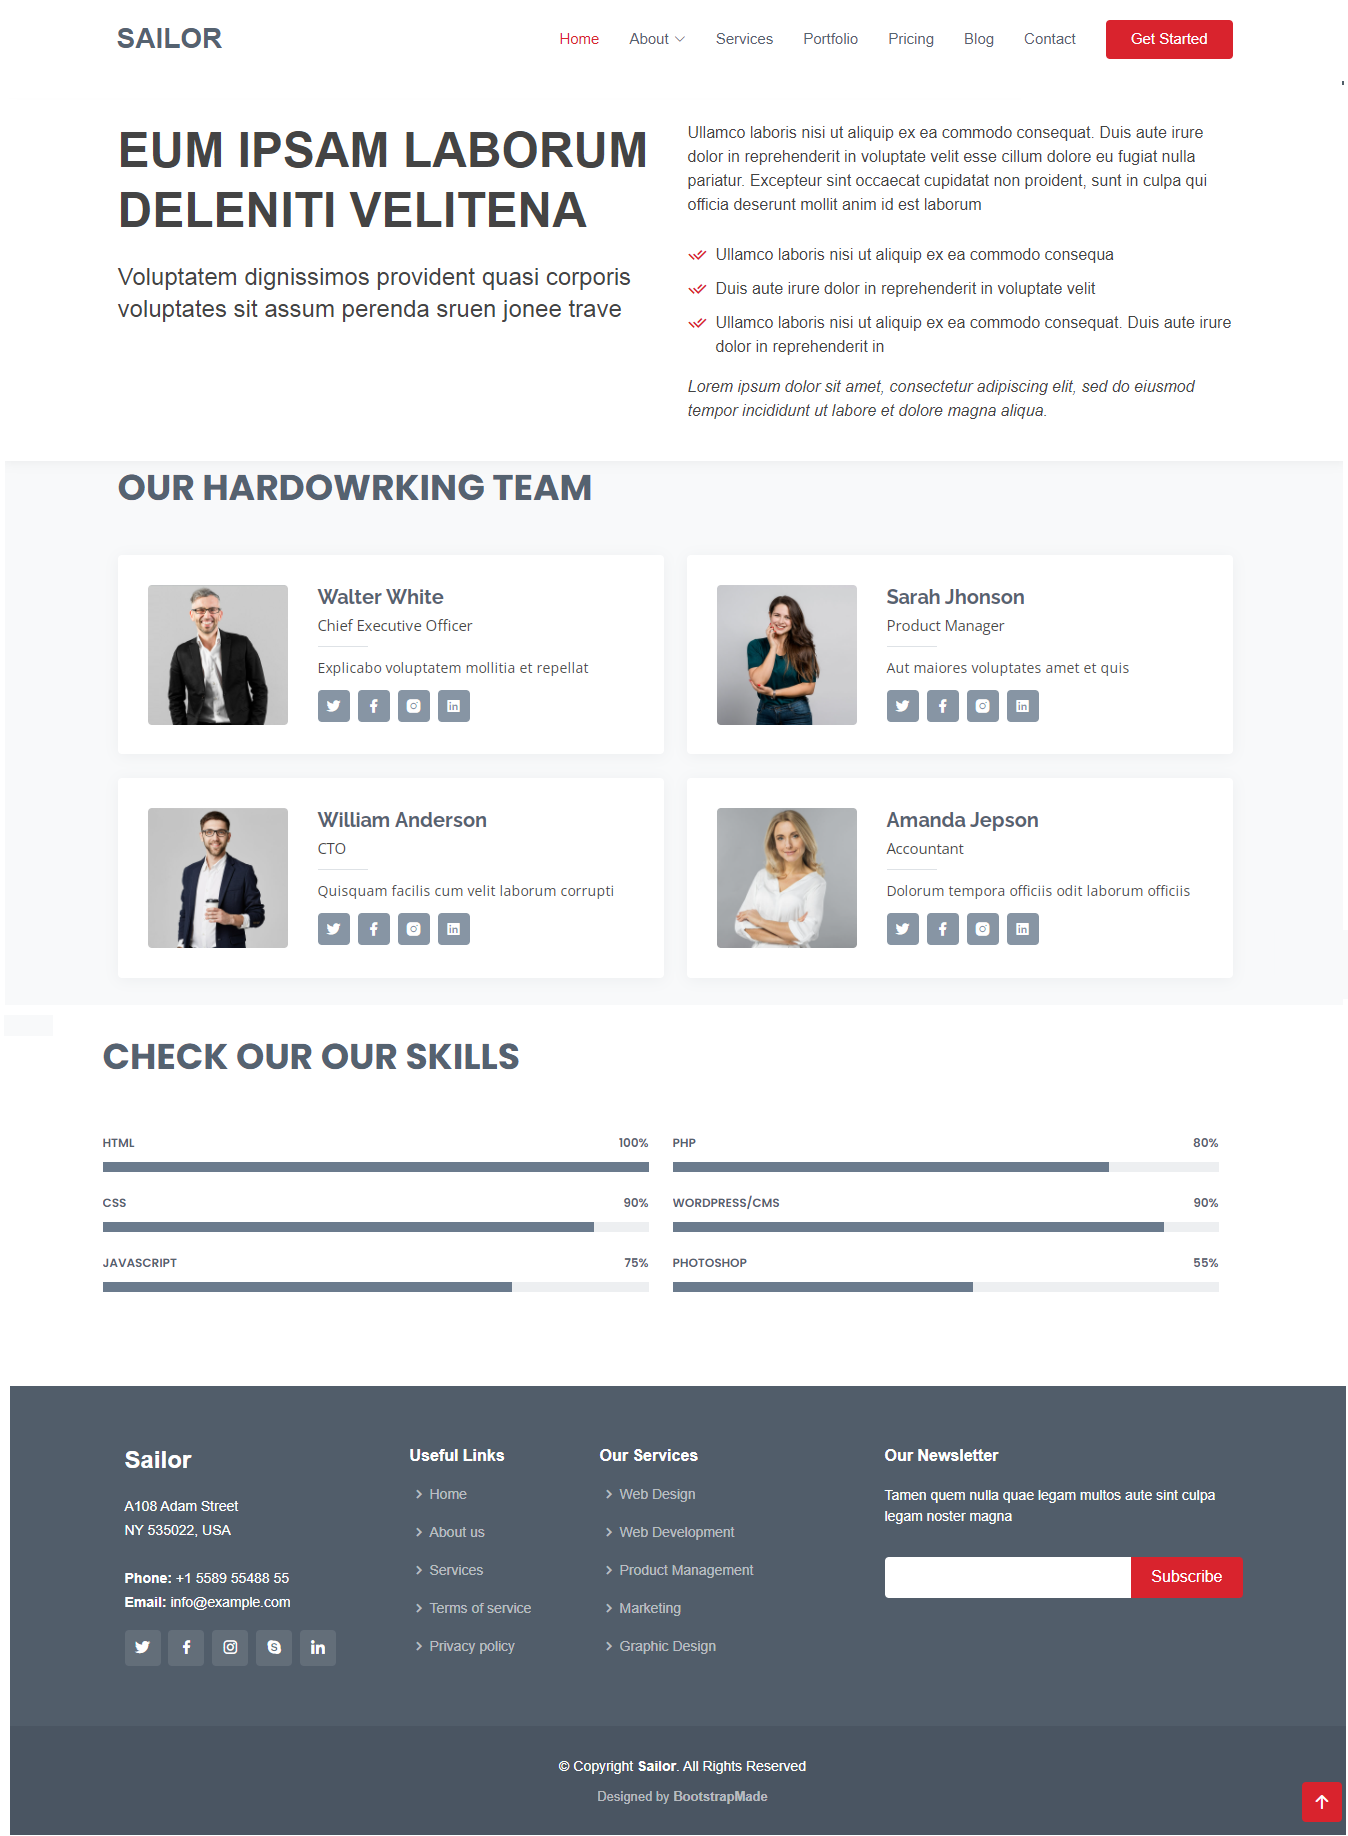 SAILOR
Home About Services Portfolio Pricing Blog Contact Get Started
EUM IPSAM LABORUM
DELENITI VELITENA
Voluptatem dignissimos provident quasi corporis
voluptates sit assum perenda sruen jonee trave
Ullamco laboris nisi ut aliquip ex ea commodo consequat. Duis aute irure
dolor in reprehenderit in voluptate velit esse cillum dolore eu fugiat nulla
pariatur. Excepteur sint occaecat cupidatat non proident, sunt in culpa qui
officia deserunt mollit anim id est laborum
Ullamco laboris nisi ut aliquip ex ea commodo consequa
Duis aute irure dolor in reprehenderit in voluptate velit
Ullamco laboris nisi ut aliquip ex ea commodo consequat. Duis aute irure
dolor in reprehenderit in
Lorem ipsum dolor sit amet, consectetur adipiscing elit, sed do eiusmod
tempor incididunt ut labore et dolore magna aliqua.
OUR HARDOWRKING TEAM
Walter White
Chief Executive Officer
Explicabo voluptatem mollitia et repellat
Sarah Jhonson
Product Manager
Aut maiores voluptates amet et quis
William Anderson
CTO
Quisquam facilis cum velit laborum corrupti
Amanda Jepson
Accountant
Dolorum tempora officiis odit laborum officiis
CHECK OUR OUR SKILLS
HTML 100%
CSS 90%
JAVASCRIPT 75%
PHP 80%
WORDPRESS/CMS 90%
PHOTOSHOP 55%
Sailor
A108 Adam Street
NY 535022, USA
Phone: +1 5589 55488 55
Email: info@example.com
Useful Links
Home
About us
Services
Terms of service
Privacy policy
Our Services
Web Design
Web Development
Product Management
Marketing
Graphic Design
Our Newsletter
Tamen quem nulla quae legam multos aute sint culpa
legam noster magna
Subscribe
© Copyright Sailor. All Rights Reserved
Designed by BootstrapMade